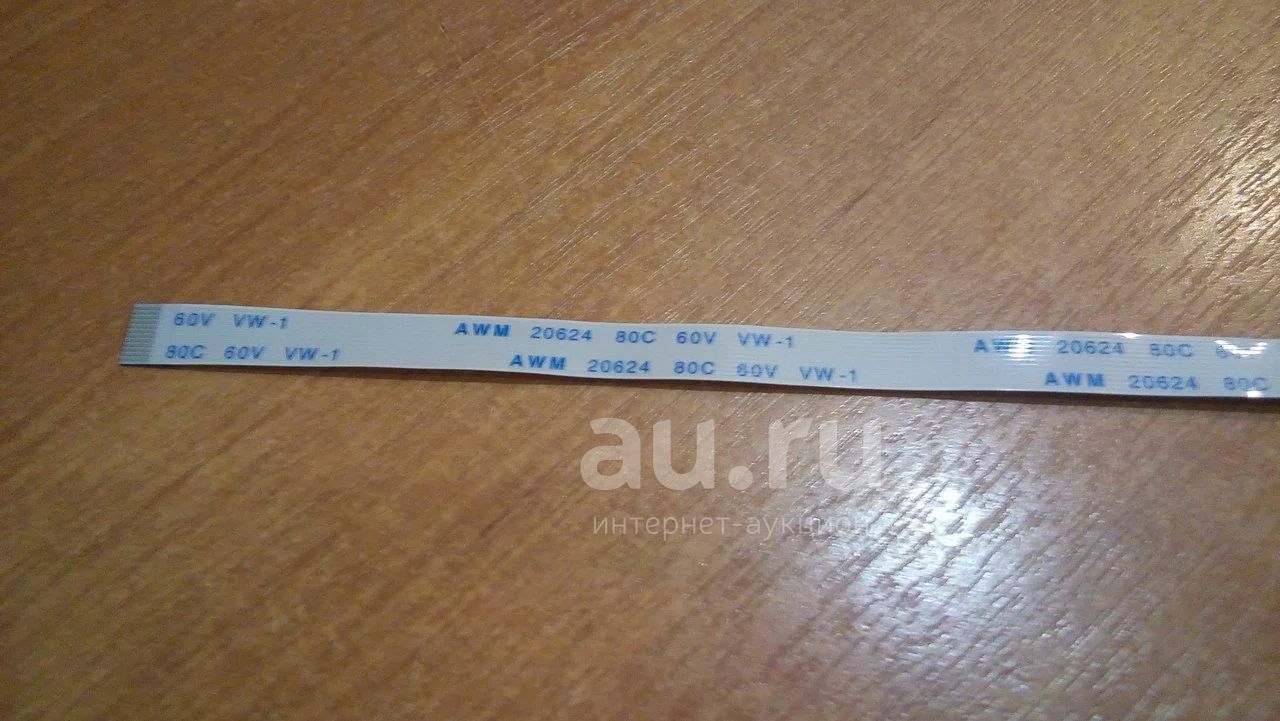 60V VW-1 AWM 20624 80C 60V VW-1 AWM 20624 80C
80C 60V VW-1 AWM 20624 80C 60V VW-1 AWM 20624 80C
au.ru
интернет-аукцион